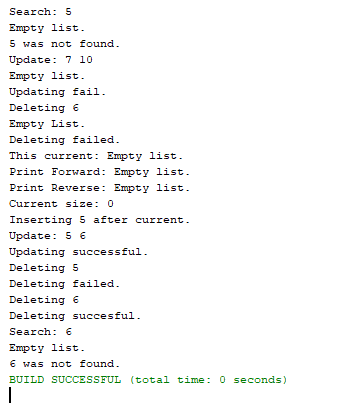 Search: 5
Empty list.
5 was not found.
Update: 7 10
Empty list.
Updating fail.
Deleting 6
Empty List.
Deleting failed.
This current: Empty list.
Print Forward: Empty list.
Print Reverse: Empty list.
Current size: 0
Inserting 5 after current.
Update: 5 6
Updating successful.
Deleting 5
Deleting failed.
Deleting 6
Deleting succesful.
Search: 6
Empty list.
6 was not found.
BUILD SUCCESSFUL (total time: 0 seconds)